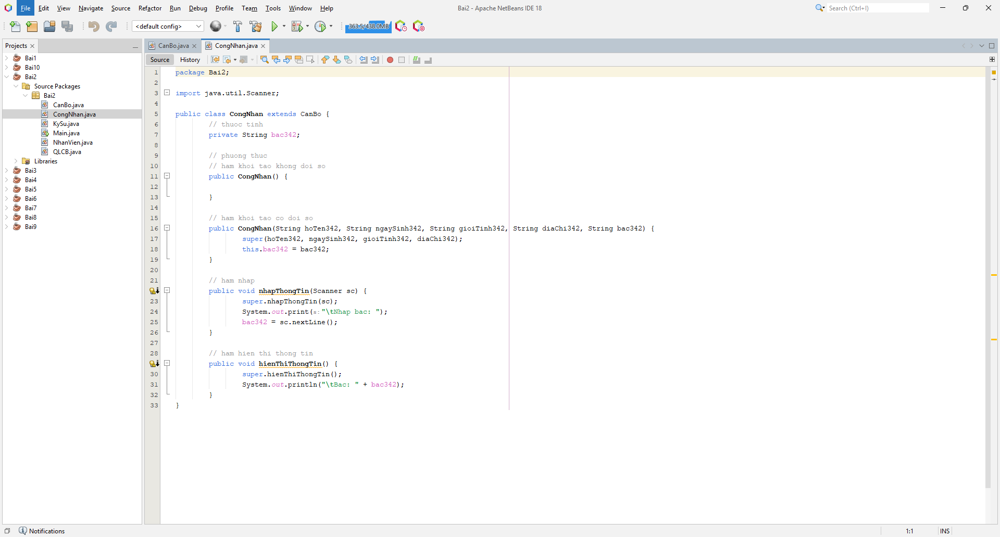 File Edit View Navigate Source Refactor Run Debug Profile Team Tools Window Help
Bai2 - Apache NetBeans IDE 18
Search (Ctrl+I)
<default config>
363.5/438.0MB
Projects
CanBo.java
CongNhan.java
Source
History
Bai1
Bai10
Bai2
Source Packages
Bai2
CanBo.java
CongNhan.java
KySu.java
Main.java
NhanVien.java
QLCB.java
Libraries
Bai3
Bai4
Bai5
Bai6
Bai7
Bai8
Bai9
1 package Bai2;
2
3 import java.util.Scanner;
4
5 public class CongNhan extends CanBo {
6 // thuoc tinh
7 private String bac342;
8
9 // phuong thuc
10 // ham khoi tao khong doi so
11 public CongNhan() {
12
13 }
14
15 // ham khoi tao co doi so
16 public CongNhan(String hoTen342, String ngaySinh342, String gioiTinh342, String diaChi342, String bac342) {
17 super(hoTen342, ngaySinh342, gioiTinh342, diaChi342);
18 this.bac342 = bac342;
19 }
20
21 // ham nhap
public void nhapThongTin(Scanner sc) {
23 super.nhapThongTin(sc);
24 System.out.print(s:"\tNhap bac: ");
25 bac342 = sc.nextLine();
26 }
27
28 // ham hien thi thong tin
public void hienThiThongTin() {
30 super.hienThiThongTin();
31 System.out.println("\tBac: " + bac342);
32 }
33 }
Notifications
1:1
INS